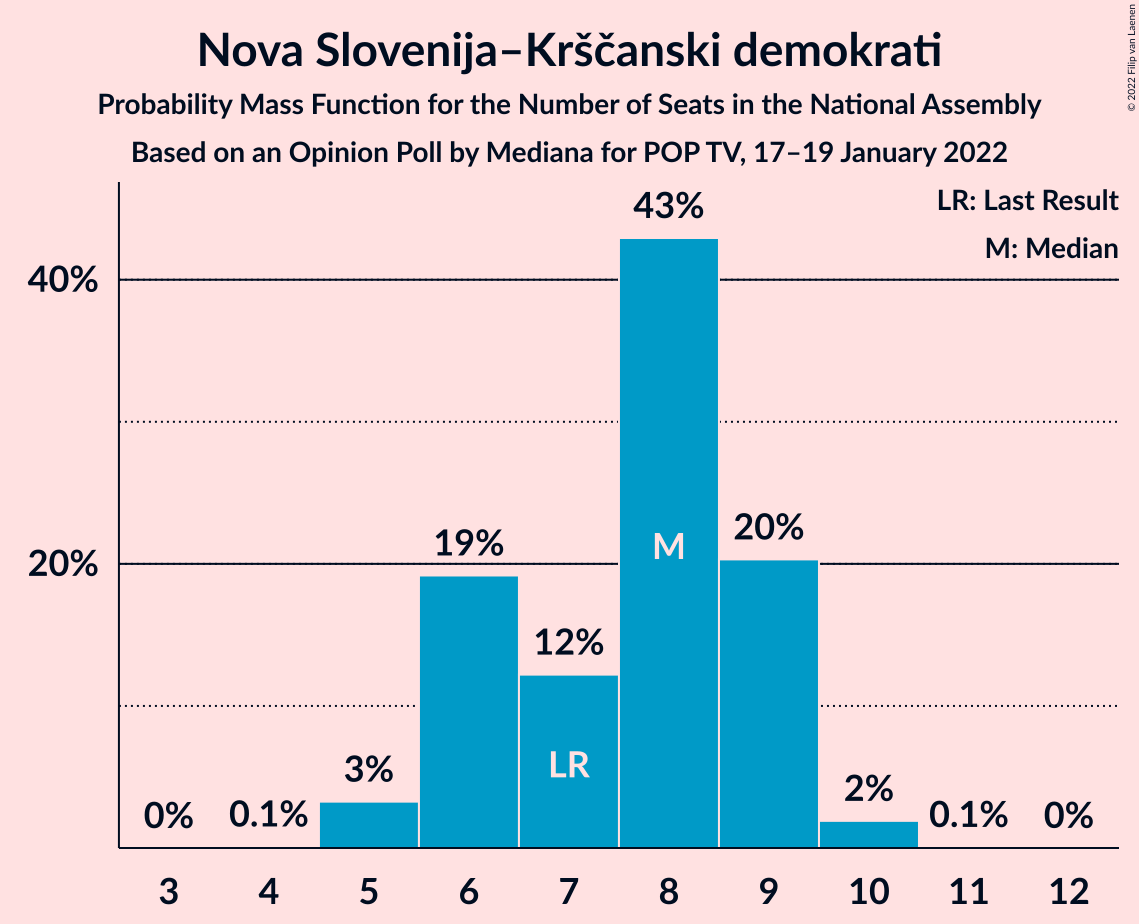 Nova Slovenija–Krščanski demokrati
Probability Mass Function for the Number of Seats in the National Assembly
Based on an Opinion Poll by Mediana for POP TV, 17–19 January 2022
© 2022 Filip van Laenen
LR: Last Result
M: Median
40%
20%
0%
0.1%
3%
19%
12%
43%
20%
2%
0.1%
0%
LR
M
3 4 5 6 7 8 9 10 11 12